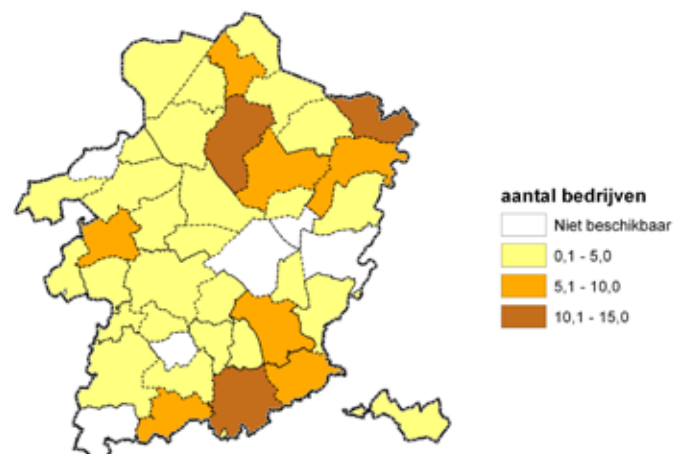 aantal bedrijven
Niet beschikbaar
0,1 - 5,0
5,1 - 10,0
10,1 - 15,0